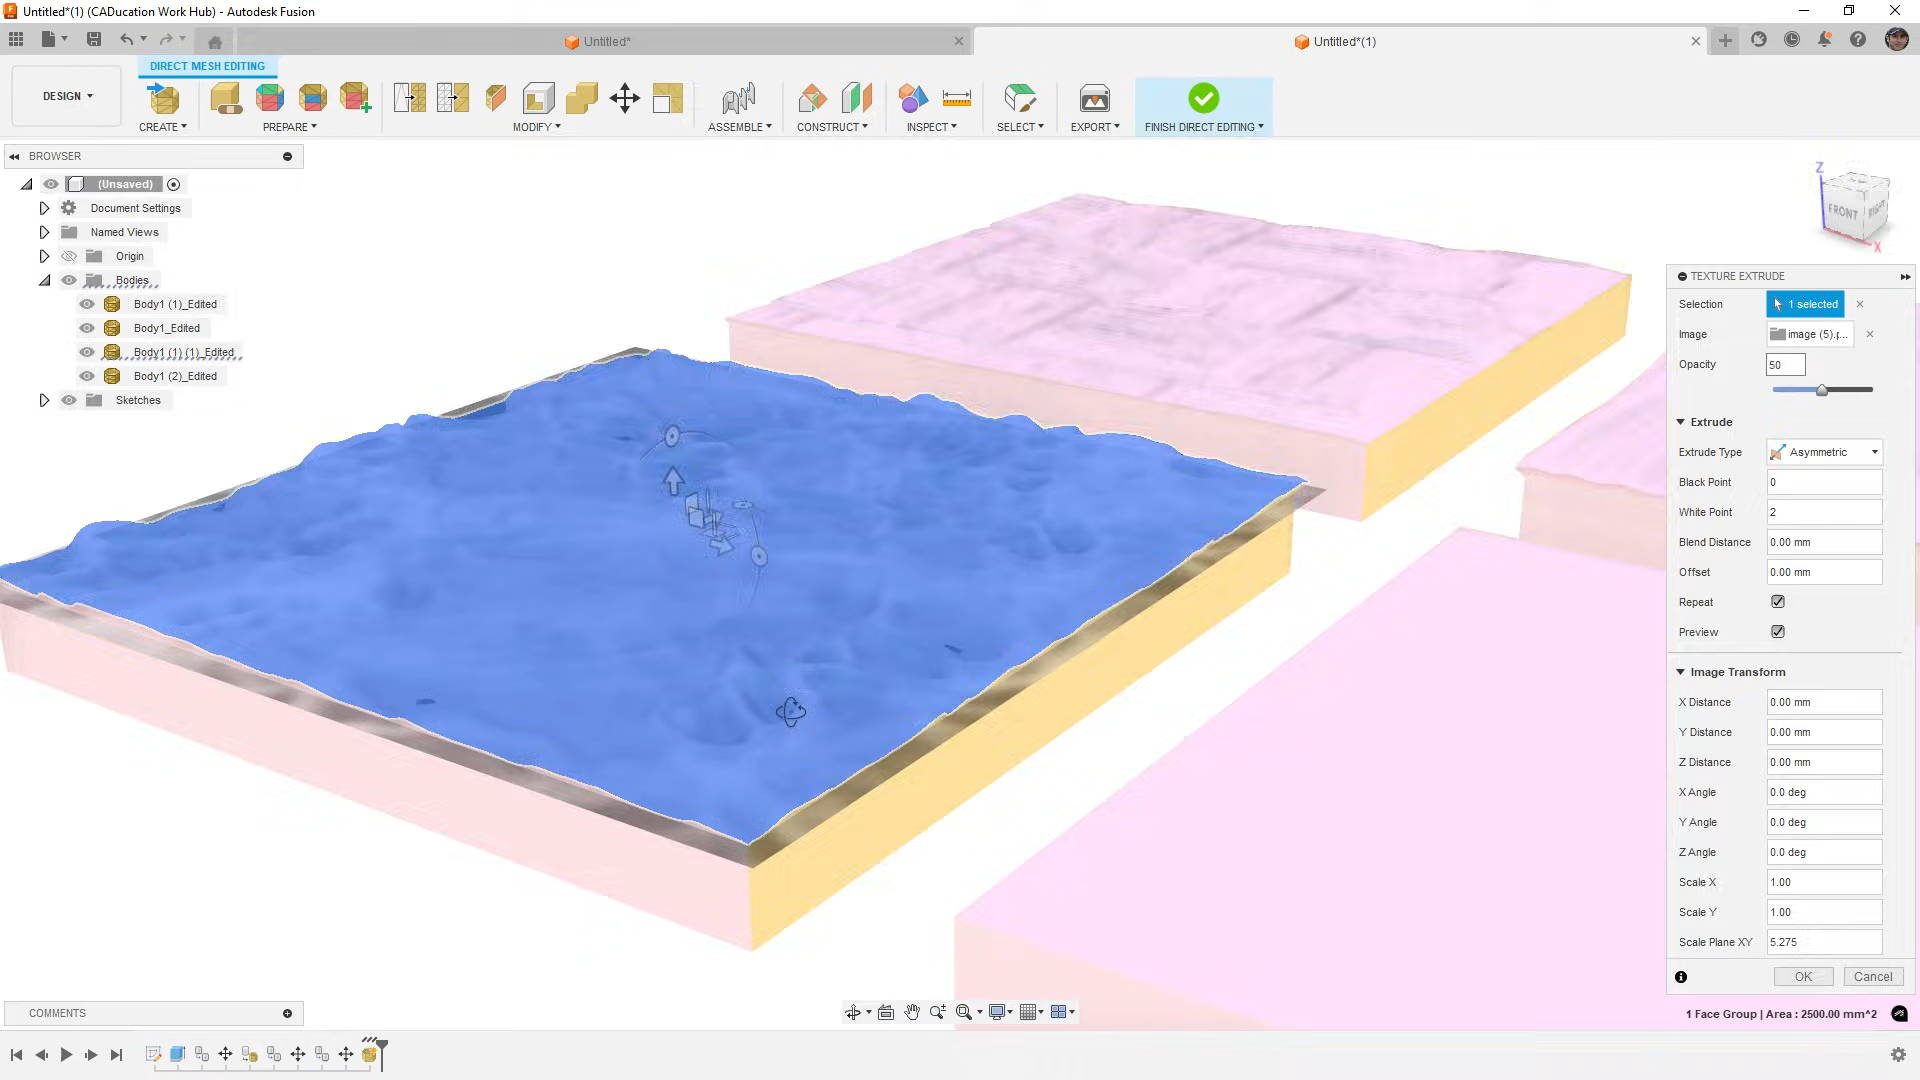 Untitled*(1) (CADucation Work Hub) - Autodesk Fusion
Untitled*
Untitled*(1)
DIRECT MESH EDITING
DESIGN
CREATE
PREPARE
MODIFY
ASSEMBLE
CONSTRUCT
INSPECT
SELECT
EXPORT
FINISH DIRECT EDITING
BROWSER
(Unsaved)
Document Settings
Named Views
Origin
Bodies
Body1 (1)_Edited
Body1_Edited
Body1 (1) (1)_Edited
Body1 (2)_Edited
Sketches
Z
FRONT
RIGHT
X
TEXTURE EXTRUDE
Selection 1 selected
Image image (5).p...
Opacity 50
Extrude
Extrude Type Asymmetric
Black Point 0
White Point 2
Blend Distance 0.00 mm
Offset 0.00 mm
Repeat
Preview
Image Transform
X Distance 0.00 mm
Y Distance 0.00 mm
Z Distance 0.00 mm
X Angle 0.0 deg
Y Angle 0.0 deg
Z Angle 0.0 deg
Scale X 1.00
Scale Y 1.00
Scale Plane XY 5.275
OK Cancel
COMMENTS
1 Face Group | Area : 2500.00 mm^2